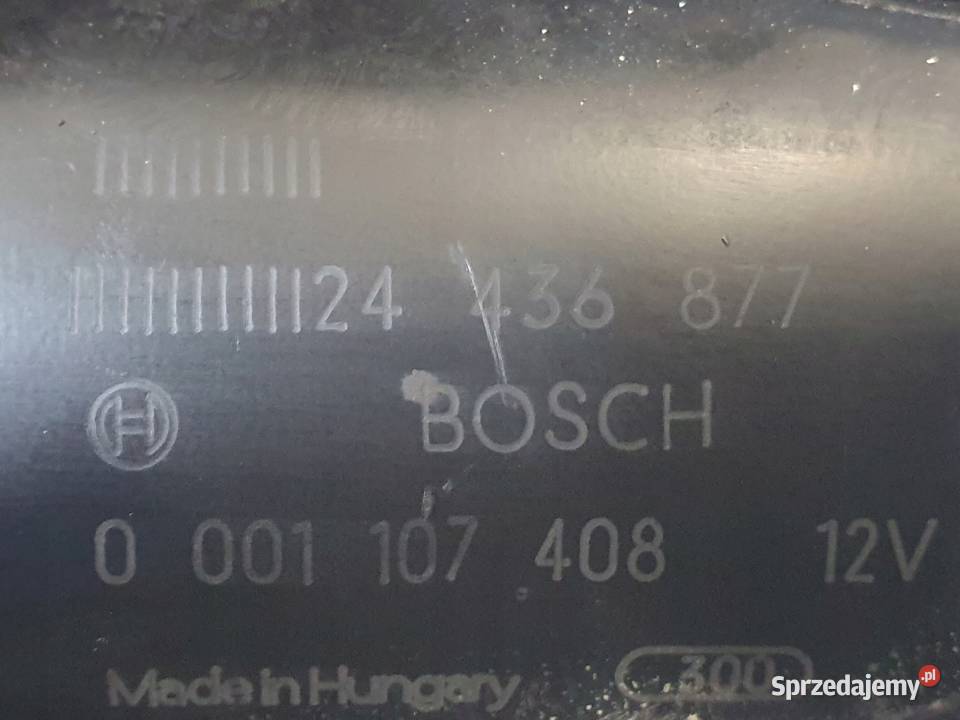 24 436 877
BOSCH
0 001 107 408 12V
Made in Hungary 300
Sprzedajemy.pl